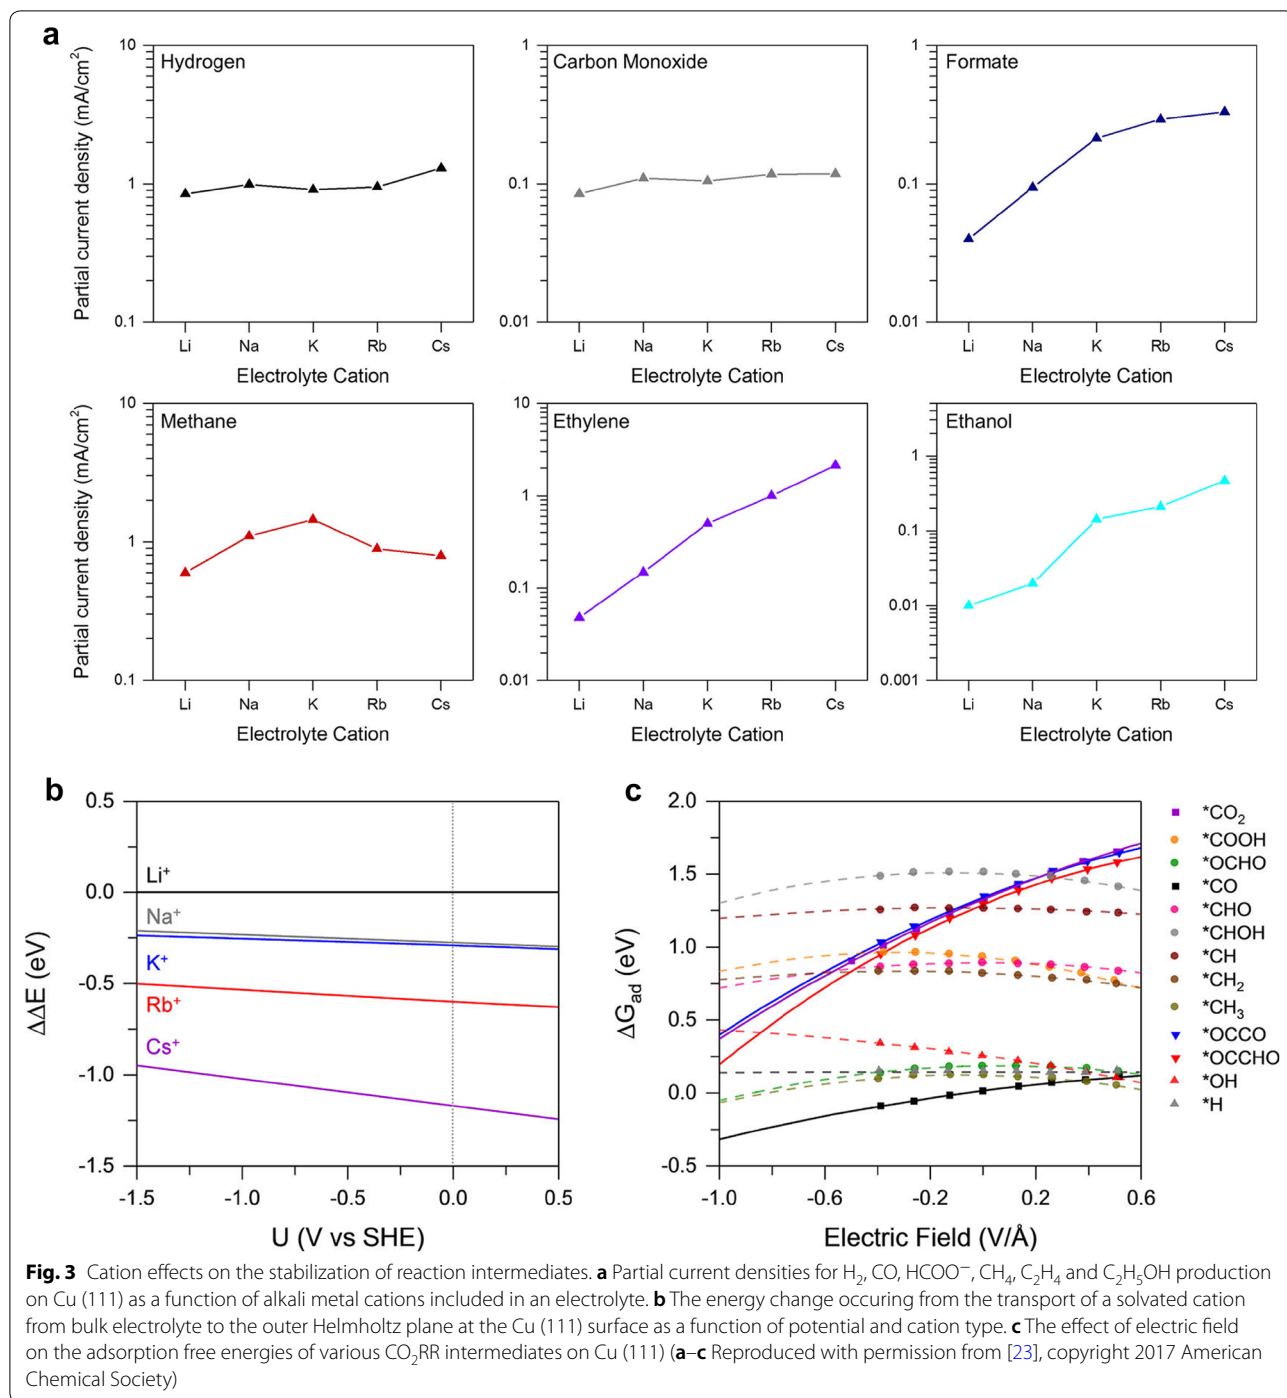 a
Partial current density (mA/cm²)
10
1
0.1
Hydrogen
Li Na K Rb Cs
Electrolyte Cation
1
0.1
0.01
Carbon Monoxide
Li Na K Rb Cs
Electrolyte Cation
1
0.1
0.01
Formate
Li Na K Rb Cs
Electrolyte Cation
Partial current density (mA/cm²)
10
1
0.1
Methane
Li Na K Rb Cs
Electrolyte Cation
10
1
0.1
0.01
Ethylene
Li Na K Rb Cs
Electrolyte Cation
1
0.1
0.01
0.001
Ethanol
Li Na K Rb Cs
Electrolyte Cation
b
ΔΔE (eV)
0.5
0.0
-0.5
-1.0
-1.5
Li⁺
Na⁺
K⁺
Rb⁺
Cs⁺
-1.5 -1.0 -0.5 0.0 0.5
U (V vs SHE)
c
ΔG_ad (eV)
2.0
1.5
1.0
0.5
0.0
-0.5
-1.0 -0.6 -0.2 0.2 0.6
Electric Field (V/Å)
*CO₂
*COOH
*OCHO
*CO
*CHO
*CHOH
*CH
*CH₂
*CH₃
*OCCO
*OCCHO
*OH
*H
Fig. 3 Cation effects on the stabilization of reaction intermediates. a Partial current densities for H₂, CO, HCOO⁻, CH₄, C₂H₄ and C₂H₅OH production
on Cu (111) as a function of alkali metal cations included in an electrolyte. b The energy change occuring from the transport of a solvated cation
from bulk electrolyte to the outer Helmholtz plane at the Cu (111) surface as a function of potential and cation type. c The effect of electric field
on the adsorption free energies of various CO₂RR intermediates on Cu (111) (a–c Reproduced with permission from [23], copyright 2017 American
Chemical Society)